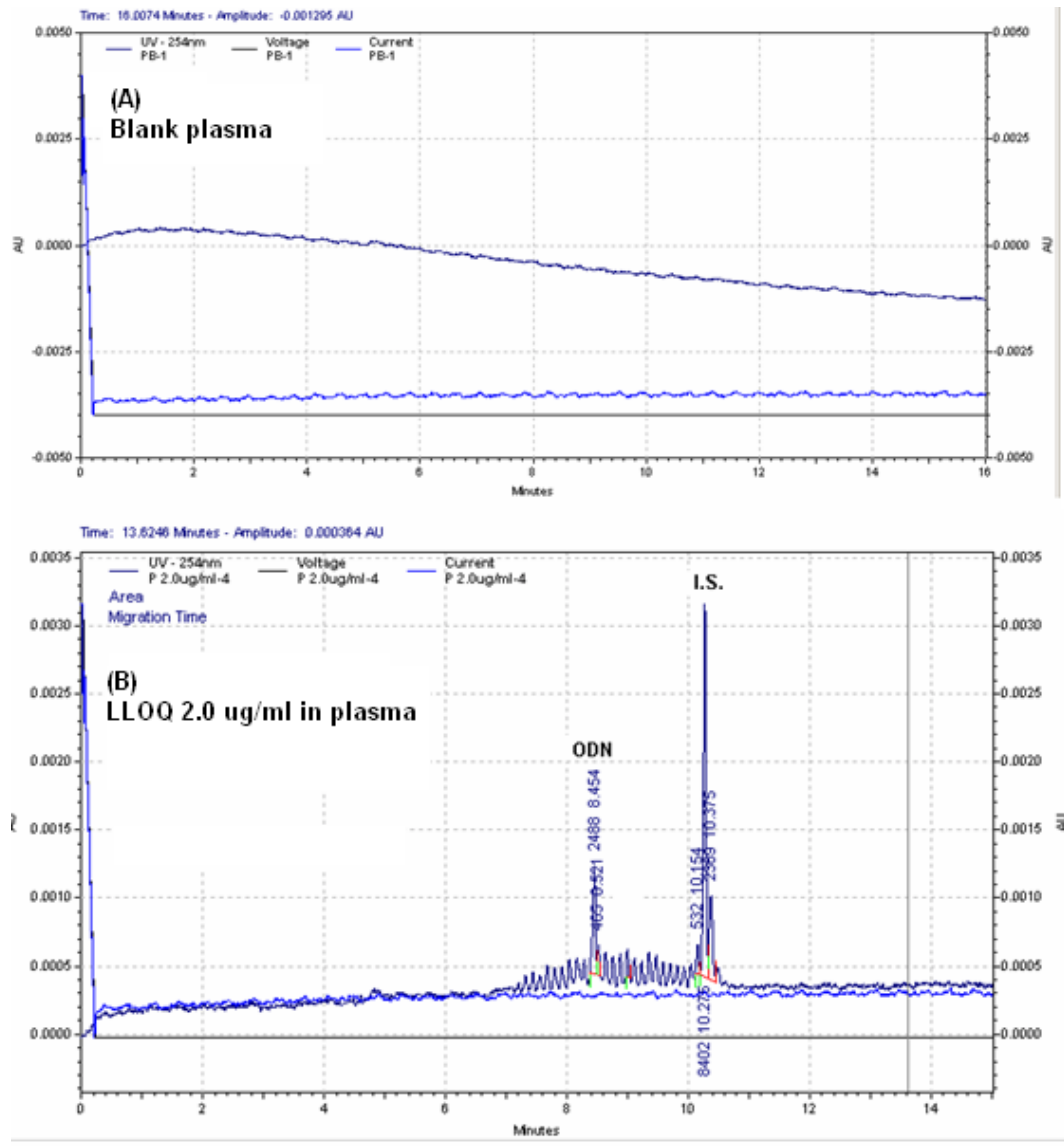 Time: 16.0074 Minutes - Amplitude: -0.001295 AU
UV - 254nm Voltage Current
PB-1 PB-1 PB-1
(A)
Blank plasma
0.0050 0.0050
0.0025 0.0025
0.0000 0.0000
-0.0025 -0.0025
-0.0050 -0.0050
AU AU
0 2 4 6 8 10 12 14 16
Minutes
Time: 13.6246 Minutes - Amplitude: 0.000364 AU
UV - 254nm Voltage Current
P 2.0ug/ml-4 P 2.0ug/ml-4 P 2.0ug/ml-4
Area
Migration Time
I.S.
(B)
LLOQ 2.0 ug/ml in plasma
ODN
2488 8.454
532 10.154
10.375
8402 10.275
0.0035 0.0035
0.0030 0.0030
0.0025 0.0025
0.0020 0.0020
0.0015 0.0015
0.0010 0.0010
0.0005 0.0005
0.0000 0.0000
AU AU
0 2 4 6 8 10 12 14
Minutes